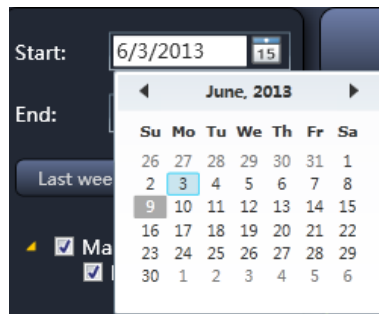 Start: 6/3/2013 15
June, 2013
End:
Su Mo Tu We Th Fr Sa
26 27 28 29 30 31 1
2 3 4 5 6 7 8
Last wee
9 10 11 12 13 14 15
16 17 18 19 20 21 22
Ma
23 24 25 26 27 28 29
30 1 2 3 4 5 6